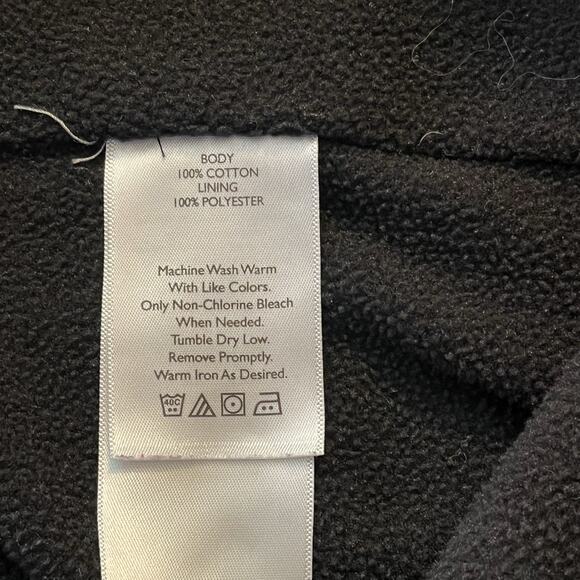 BODY
100% COTTON
LINING
100% POLYESTER
Machine Wash Warm
With Like Colors.
Only Non-Chlorine Bleach
When Needed.
Tumble Dry Low.
Remove Promptly.
Warm Iron As Desired.
40C